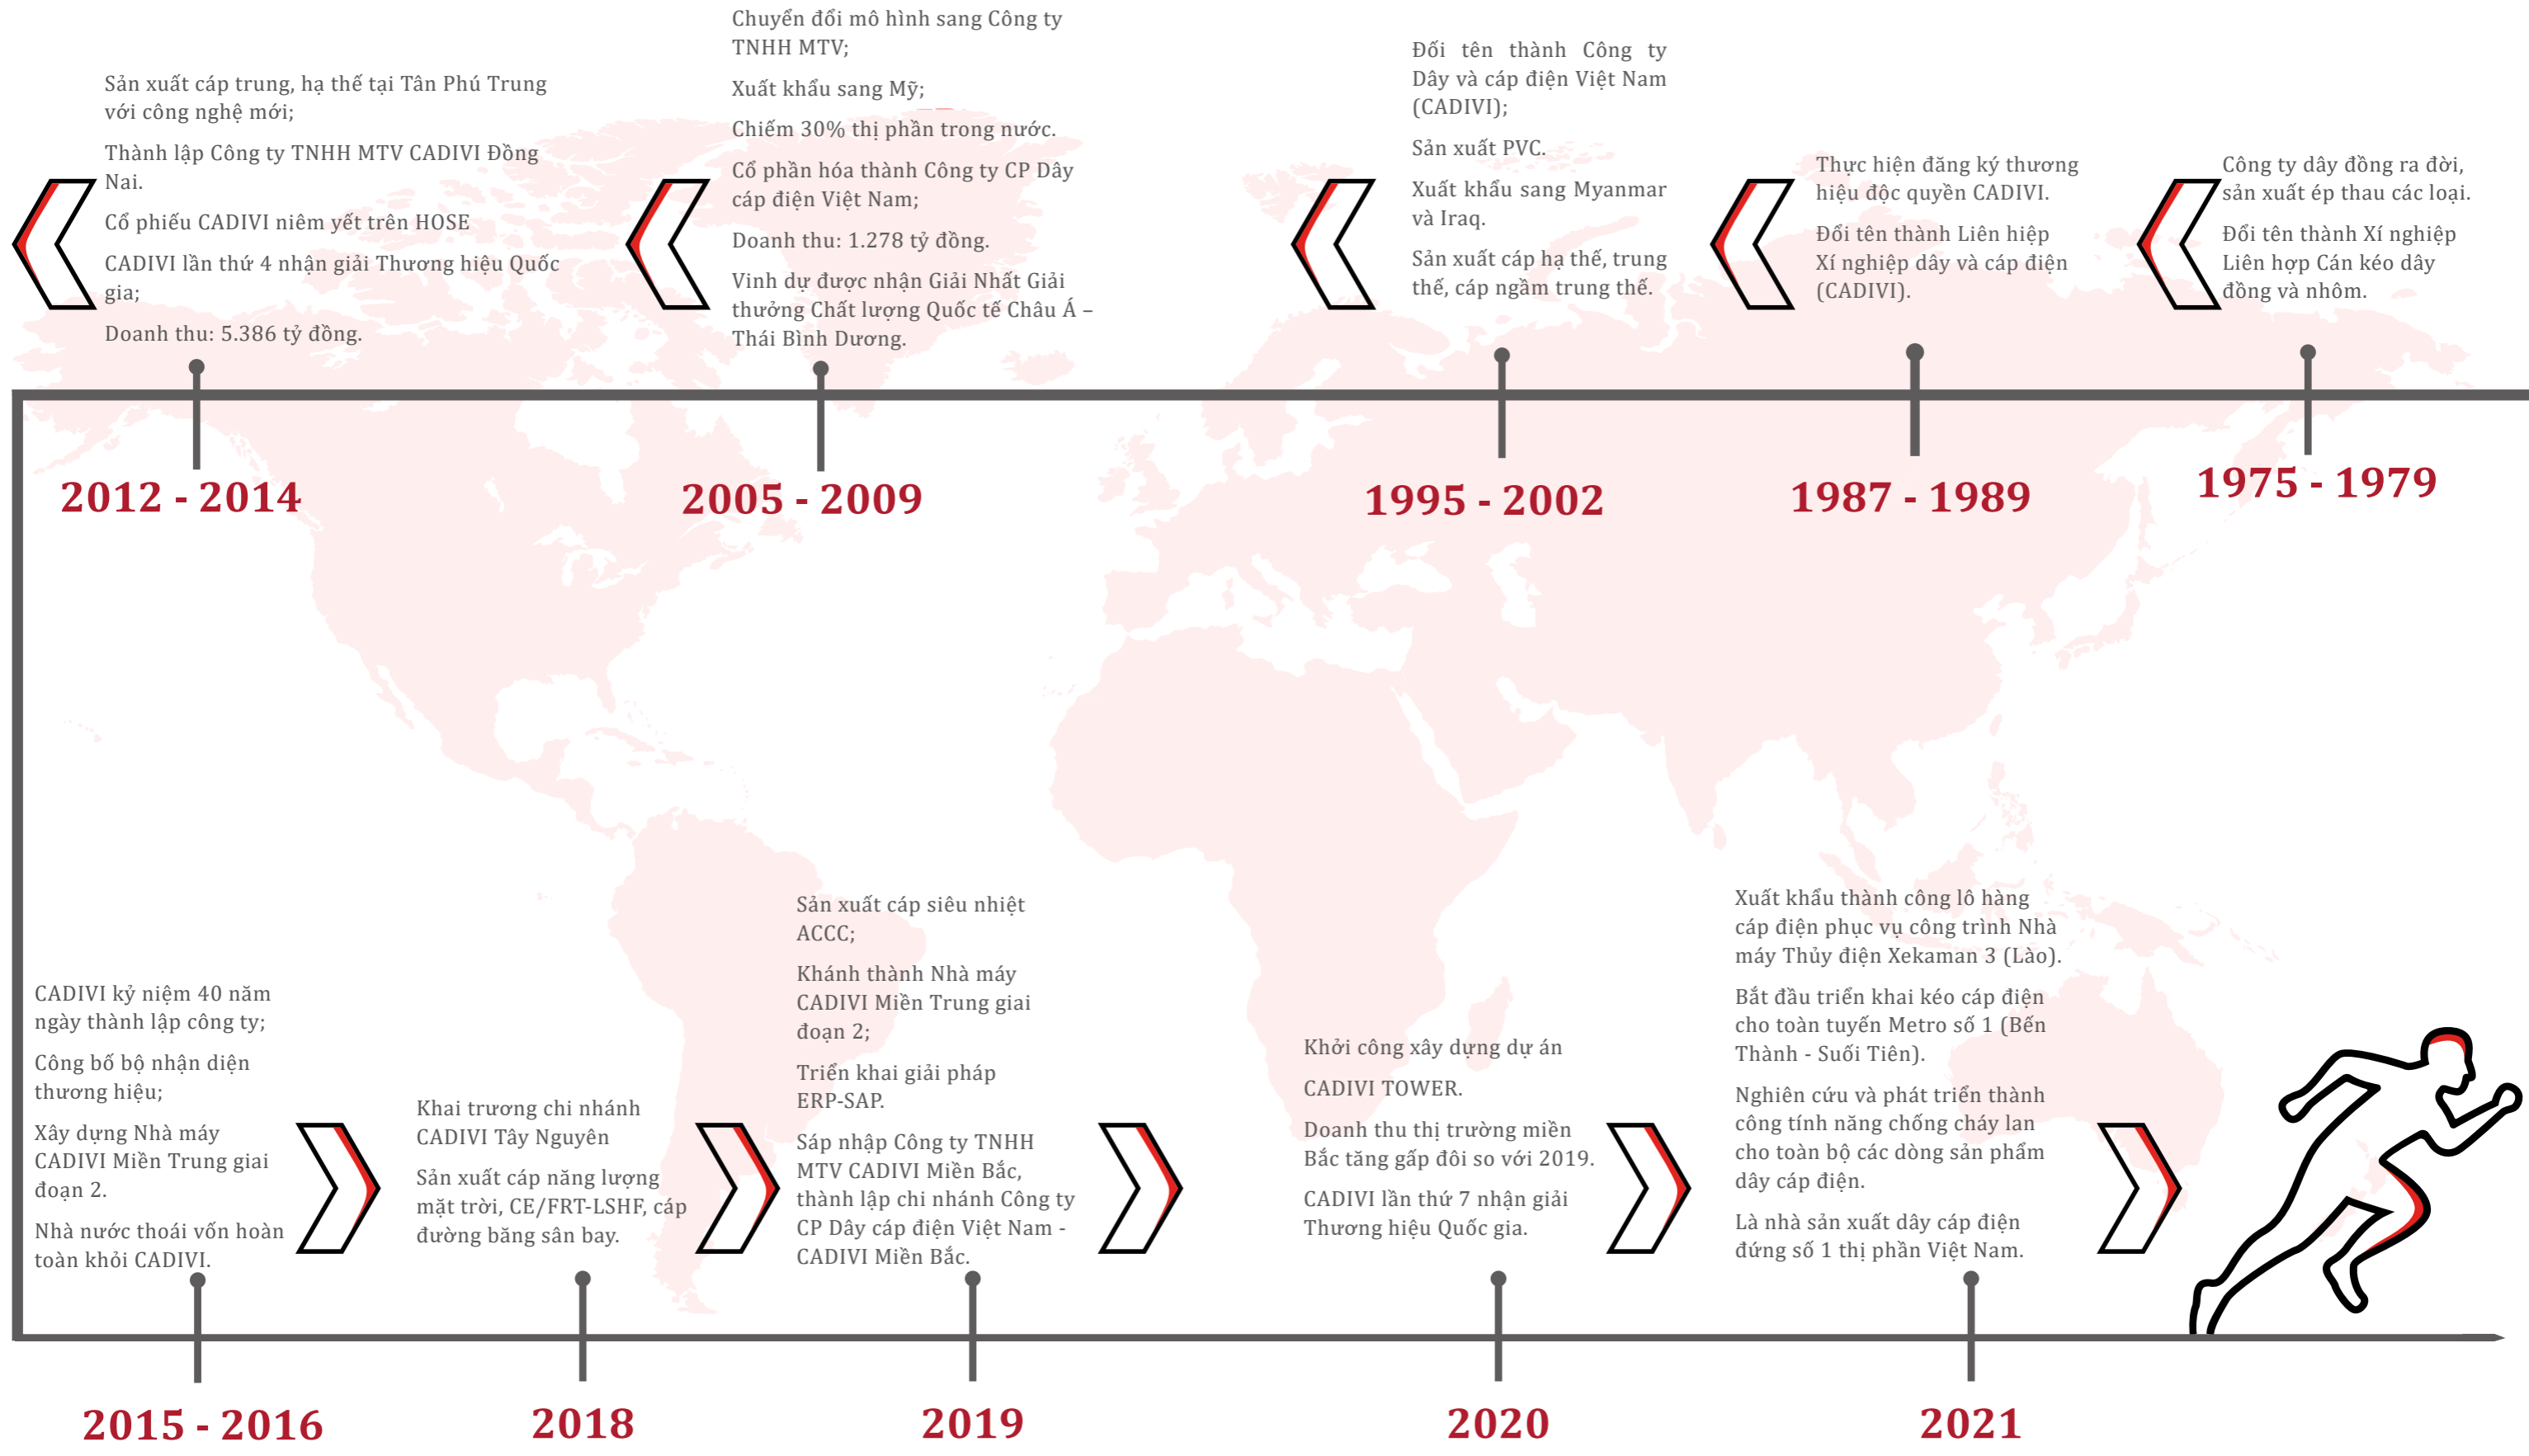 Sản xuất cáp trung, hạ thế tại Tân Phú Trung
với công nghệ mới;
Thành lập Công ty TNHH MTV CADIVI Đồng
Nai.
Cổ phiếu CADIVI niêm yết trên HOSE
CADIVI lần thứ 4 nhận giải Thương hiệu Quốc
gia;
Doanh thu: 5.386 tỷ đồng.
2012 - 2014
Chuyển đổi mô hình sang Công ty
TNHH MTV;
Xuất khẩu sang Mỹ;
Chiếm 30% thị phần trong nước.
Cổ phần hóa thành Công ty CP Dây
cáp điện Việt Nam;
Doanh thu: 1.278 tỷ đồng.
Vinh dự được nhận Giải Nhất Giải
thưởng Chất lượng Quốc tế Châu Á –
Thái Bình Dương.
2005 - 2009
Đối tên thành Công ty
Dây và cáp điện Việt Nam
(CADIVI);
Sản xuất PVC.
Xuất khẩu sang Myanmar
và Iraq.
Sản xuất cáp hạ thế, trung
thế, cáp ngầm trung thế.
1995 - 2002
Thực hiện đăng ký thương
hiệu độc quyền CADIVI.
Đổi tên thành Liên hiệp
Xí nghiệp dây và cáp điện
(CADIVI).
1987 - 1989
Công ty dây đồng ra đời,
sản xuất ép thau các loại.
Đổi tên thành Xí nghiệp
Liên hợp Cán kéo dây
đồng và nhôm.
1975 - 1979
CADIVI kỷ niệm 40 năm
ngày thành lập công ty;
Công bố bộ nhận diện
thương hiệu;
Xây dựng Nhà máy
CADIVI Miền Trung giai
đoạn 2.
Nhà nước thoái vốn hoàn
toàn khỏi CADIVI.
2015 - 2016
Khai trương chi nhánh
CADIVI Tây Nguyên
Sản xuất cáp năng lượng
mặt trời, CE/FRT-LSHF, cáp
đường băng sân bay.
2018
Sản xuất cáp siêu nhiệt
ACCC;
Khánh thành Nhà máy
CADIVI Miền Trung giai
đoạn 2;
Triển khai giải pháp
ERP-SAP.
Sáp nhập Công ty TNHH
MTV CADIVI Miền Bắc,
thành lập chi nhánh Công ty
CP Dây cáp điện Việt Nam -
CADIVI Miền Bắc.
2019
Khởi công xây dựng dự án
CADIVI TOWER.
Doanh thu thị trường miền
Bắc tăng gấp đôi so với 2019.
CADIVI lần thứ 7 nhận giải
Thương hiệu Quốc gia.
2020
Xuất khẩu thành công lô hàng
cáp điện phục vụ công trình Nhà
máy Thủy điện Xekaman 3 (Lào).
Bắt đầu triển khai kéo cáp điện
cho toàn tuyến Metro số 1 (Bến
Thành - Suối Tiên).
Nghiên cứu và phát triển thành
công tính năng chống cháy lan
cho toàn bộ các dòng sản phẩm
dây cáp điện.
Là nhà sản xuất dây cáp điện
đứng số 1 thị phần Việt Nam.
2021